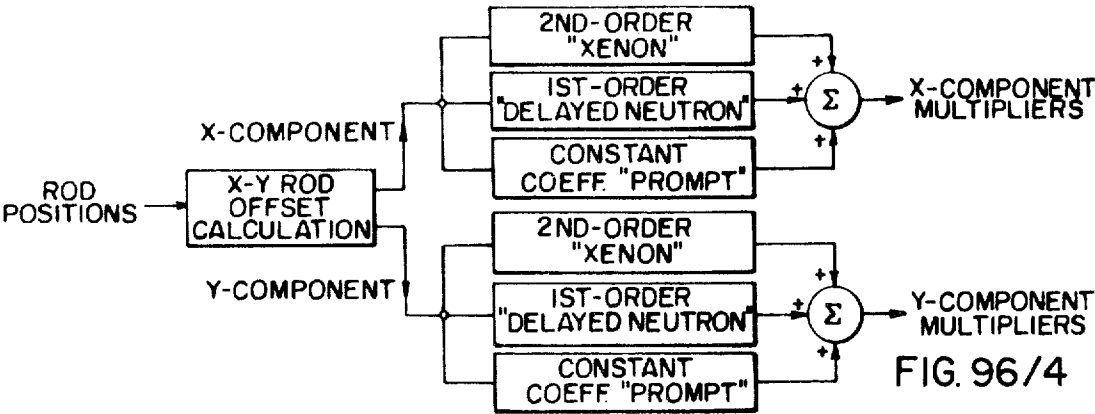 2ND-ORDER
"XENON"
1ST-ORDER
"DELAYED NEUTRON"
CONSTANT
COEFF. "PROMPT"
+
+
+
Σ
X-COMPONENT
MULTIPLIERS
X-COMPONENT
ROD
POSITIONS
X-Y ROD
OFFSET
CALCULATION
Y-COMPONENT
2ND-ORDER
"XENON"
1ST-ORDER
"DELAYED NEUTRON"
CONSTANT
COEFF. "PROMPT"
+
+
+
Σ
Y-COMPONENT
MULTIPLIERS
FIG. 96/4